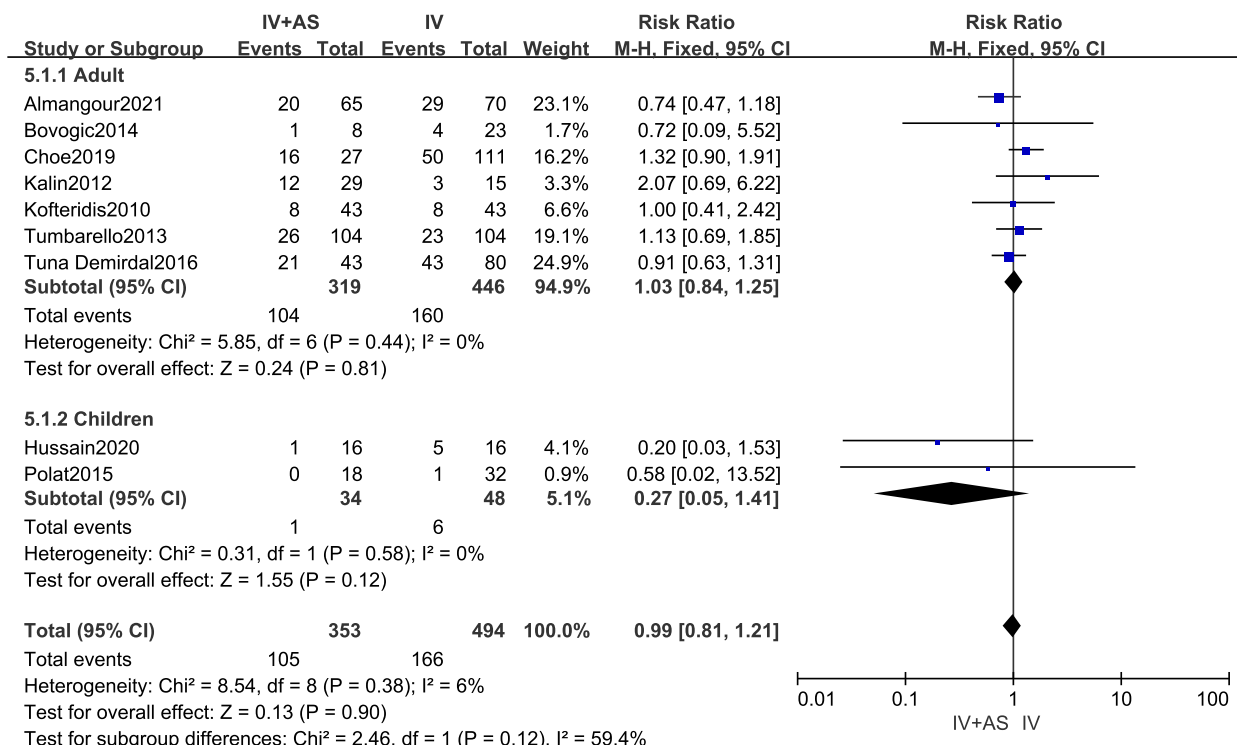 IV+AS IV Risk Ratio Risk Ratio
Study or Subgroup Events Total Events Total Weight M-H, Fixed, 95% CI M-H, Fixed, 95% CI
5.1.1 Adult
Almangour2021 20 65 29 70 23.1% 0.74 [0.47, 1.18]
Bovogic2014 1 8 4 23 1.7% 0.72 [0.09, 5.52]
Choe2019 16 27 50 111 16.2% 1.32 [0.90, 1.91]
Kalin2012 12 29 3 15 3.3% 2.07 [0.69, 6.22]
Kofteridis2010 8 43 8 43 6.6% 1.00 [0.41, 2.42]
Tumbarello2013 26 104 23 104 19.1% 1.13 [0.69, 1.85]
Tuna Demirdal2016 21 43 43 80 24.9% 0.91 [0.63, 1.31]
Subtotal (95% CI) 319 446 94.9% 1.03 [0.84, 1.25]
Total events 104 160
Heterogeneity: Chi² = 5.85, df = 6 (P = 0.44); I² = 0%
Test for overall effect: Z = 0.24 (P = 0.81)
5.1.2 Children
Hussain2020 1 16 5 16 4.1% 0.20 [0.03, 1.53]
Polat2015 0 18 1 32 0.9% 0.58 [0.02, 13.52]
Subtotal (95% CI) 34 48 5.1% 0.27 [0.05, 1.41]
Total events 1 6
Heterogeneity: Chi² = 0.31, df = 1 (P = 0.58); I² = 0%
Test for overall effect: Z = 1.55 (P = 0.12)
Total (95% CI) 353 494 100.0% 0.99 [0.81, 1.21]
Total events 105 166
Heterogeneity: Chi² = 8.54, df = 8 (P = 0.38); I² = 6%
0.01 0.1 1 10 100
Test for overall effect: Z = 0.13 (P = 0.90)
IV+AS IV
Test for subgroup differences: Chi² = 2.46, df = 1 (P = 0.12), I² = 59.4%